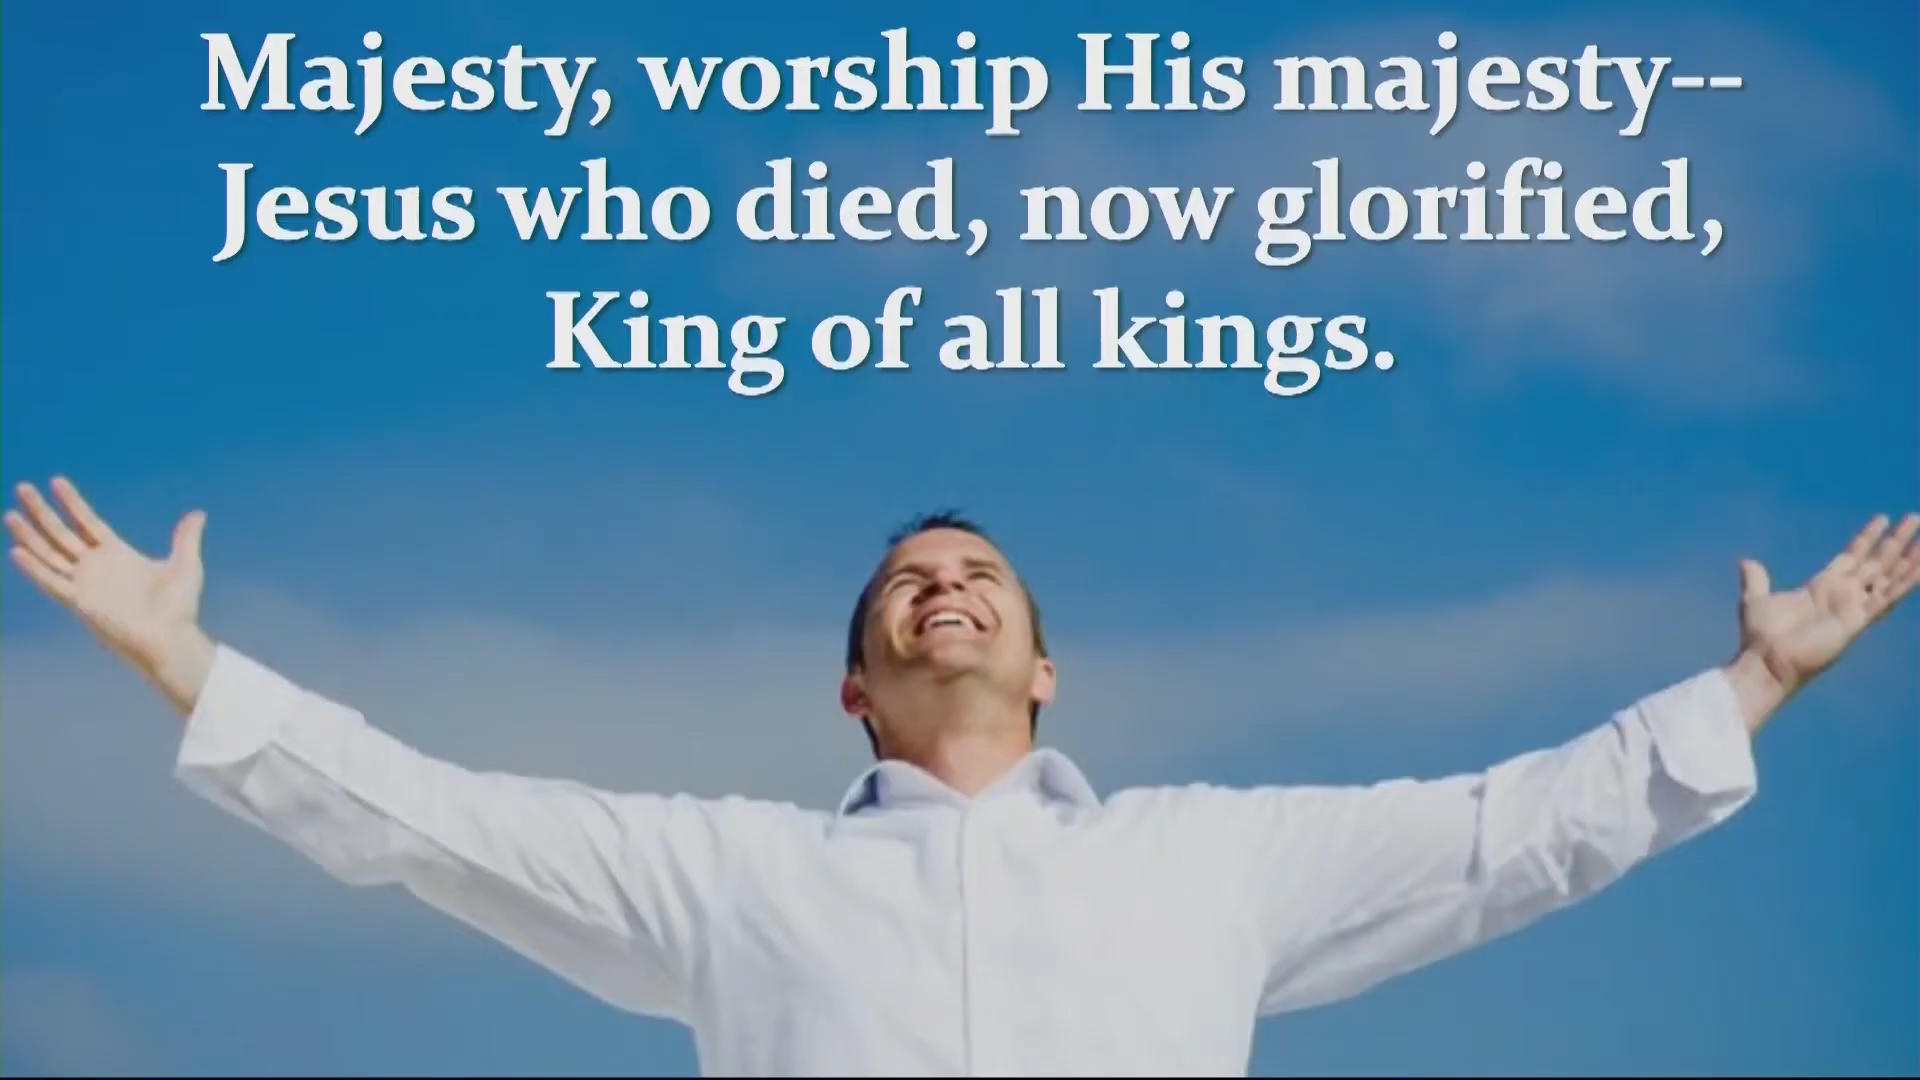 Majesty, worship His majesty--
Jesus who died, now glorified,
King of all kings.